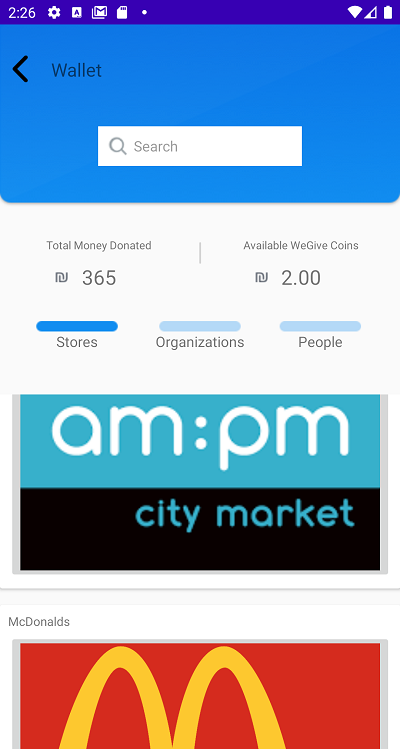 2:26
Wallet
Search
Total Money Donated
Available WeGive Coins
₪ 365
₪ 2.00
Stores
Organizations
People
am:pm
city market
McDonalds